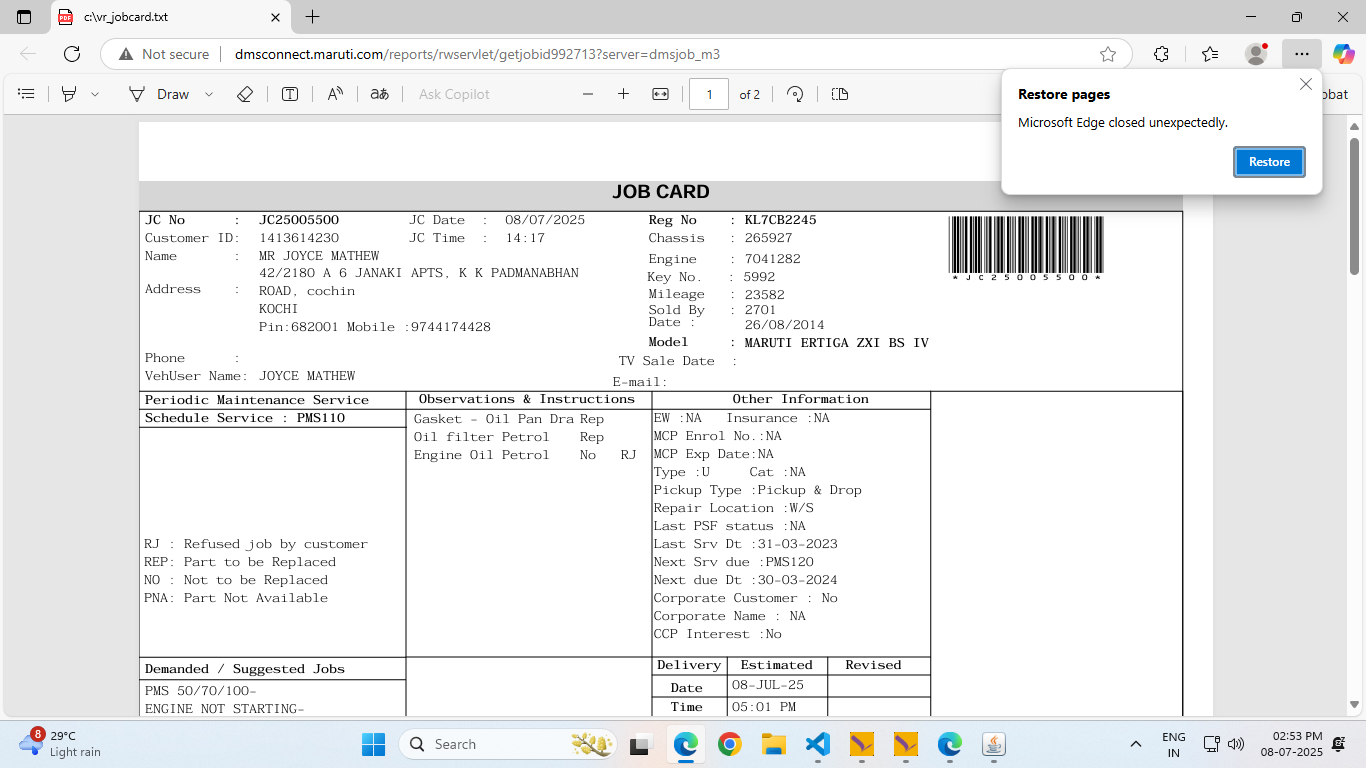 c:\vr_jobcard.txt
Not secure dmsconnect.maruti.com/reports/rwservlet/getjobid992713?server=dmsjob_m3
Draw Ask Copilot 1 of 2 obat
Restore pages
Microsoft Edge closed unexpectedly.
Restore
JOB CARD
JC No : JC25005500 JC Date : 08/07/2025 Reg No : KL7CB2245
Customer ID: 1413614230 JC Time : 14:17 Chassis : 265927
Name : MR JOYCE MATHEW Engine : 7041282
42/2180 A 6 JANAKI APTS, K K PADMANABHAN Key No. : 5992
*JC25005500*
Address : ROAD, cochin Mileage : 23582
KOCHI Sold By : 2701
Pin:682001 Mobile :9744174428 Date : 26/08/2014
Model : MARUTI ERTIGA ZXI BS IV
Phone : TV Sale Date :
VehUser Name: JOYCE MATHEW E-mail:
Periodic Maintenance Service Observations & Instructions Other Information
Schedule Service : PMS110 Gasket - Oil Pan Dra Rep EW :NA Insurance :NA
Oil filter Petrol Rep MCP Enrol No.:NA
Engine Oil Petrol No RJ MCP Exp Date:NA
Type :U Cat :NA
Pickup Type :Pickup & Drop
Repair Location :W/S
Last PSF status :NA
RJ : Refused job by customer Last Srv Dt :31-03-2023
REP: Part to be Replaced Next Srv due :PMS120
NO : Not to be Replaced Next due Dt :30-03-2024
PNA: Part Not Available Corporate Customer : No
Corporate Name : NA
CCP Interest :No
Demanded / Suggested Jobs Delivery Estimated Revised
PMS 50/70/100- Date 08-JUL-25
ENGINE NOT STARTING- Time 05:01 PM
8 29°C
Light rain
Search
ENG
IN
02:53 PM
08-07-2025